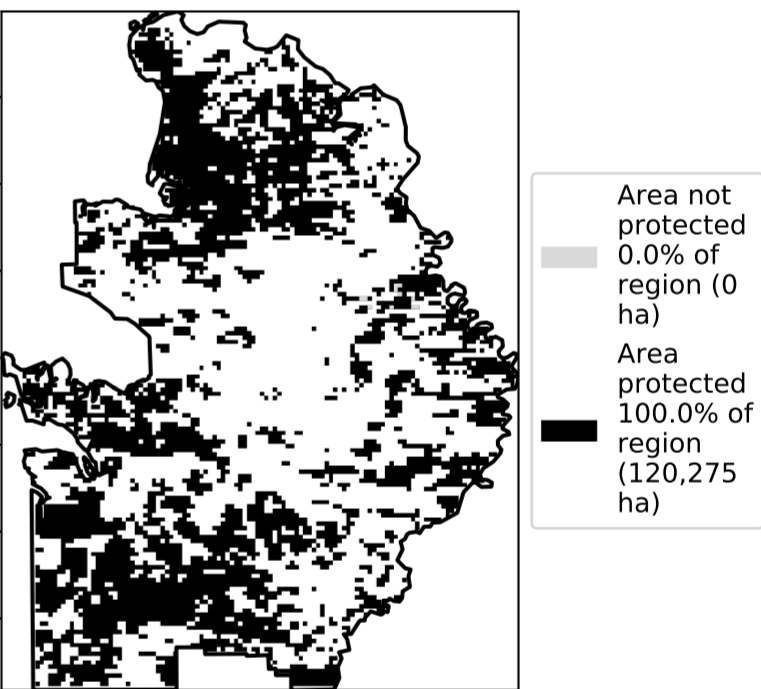 Area not
protected
0.0% of
region (0
ha)
Area
protected
100.0% of
region
(120,275
ha)